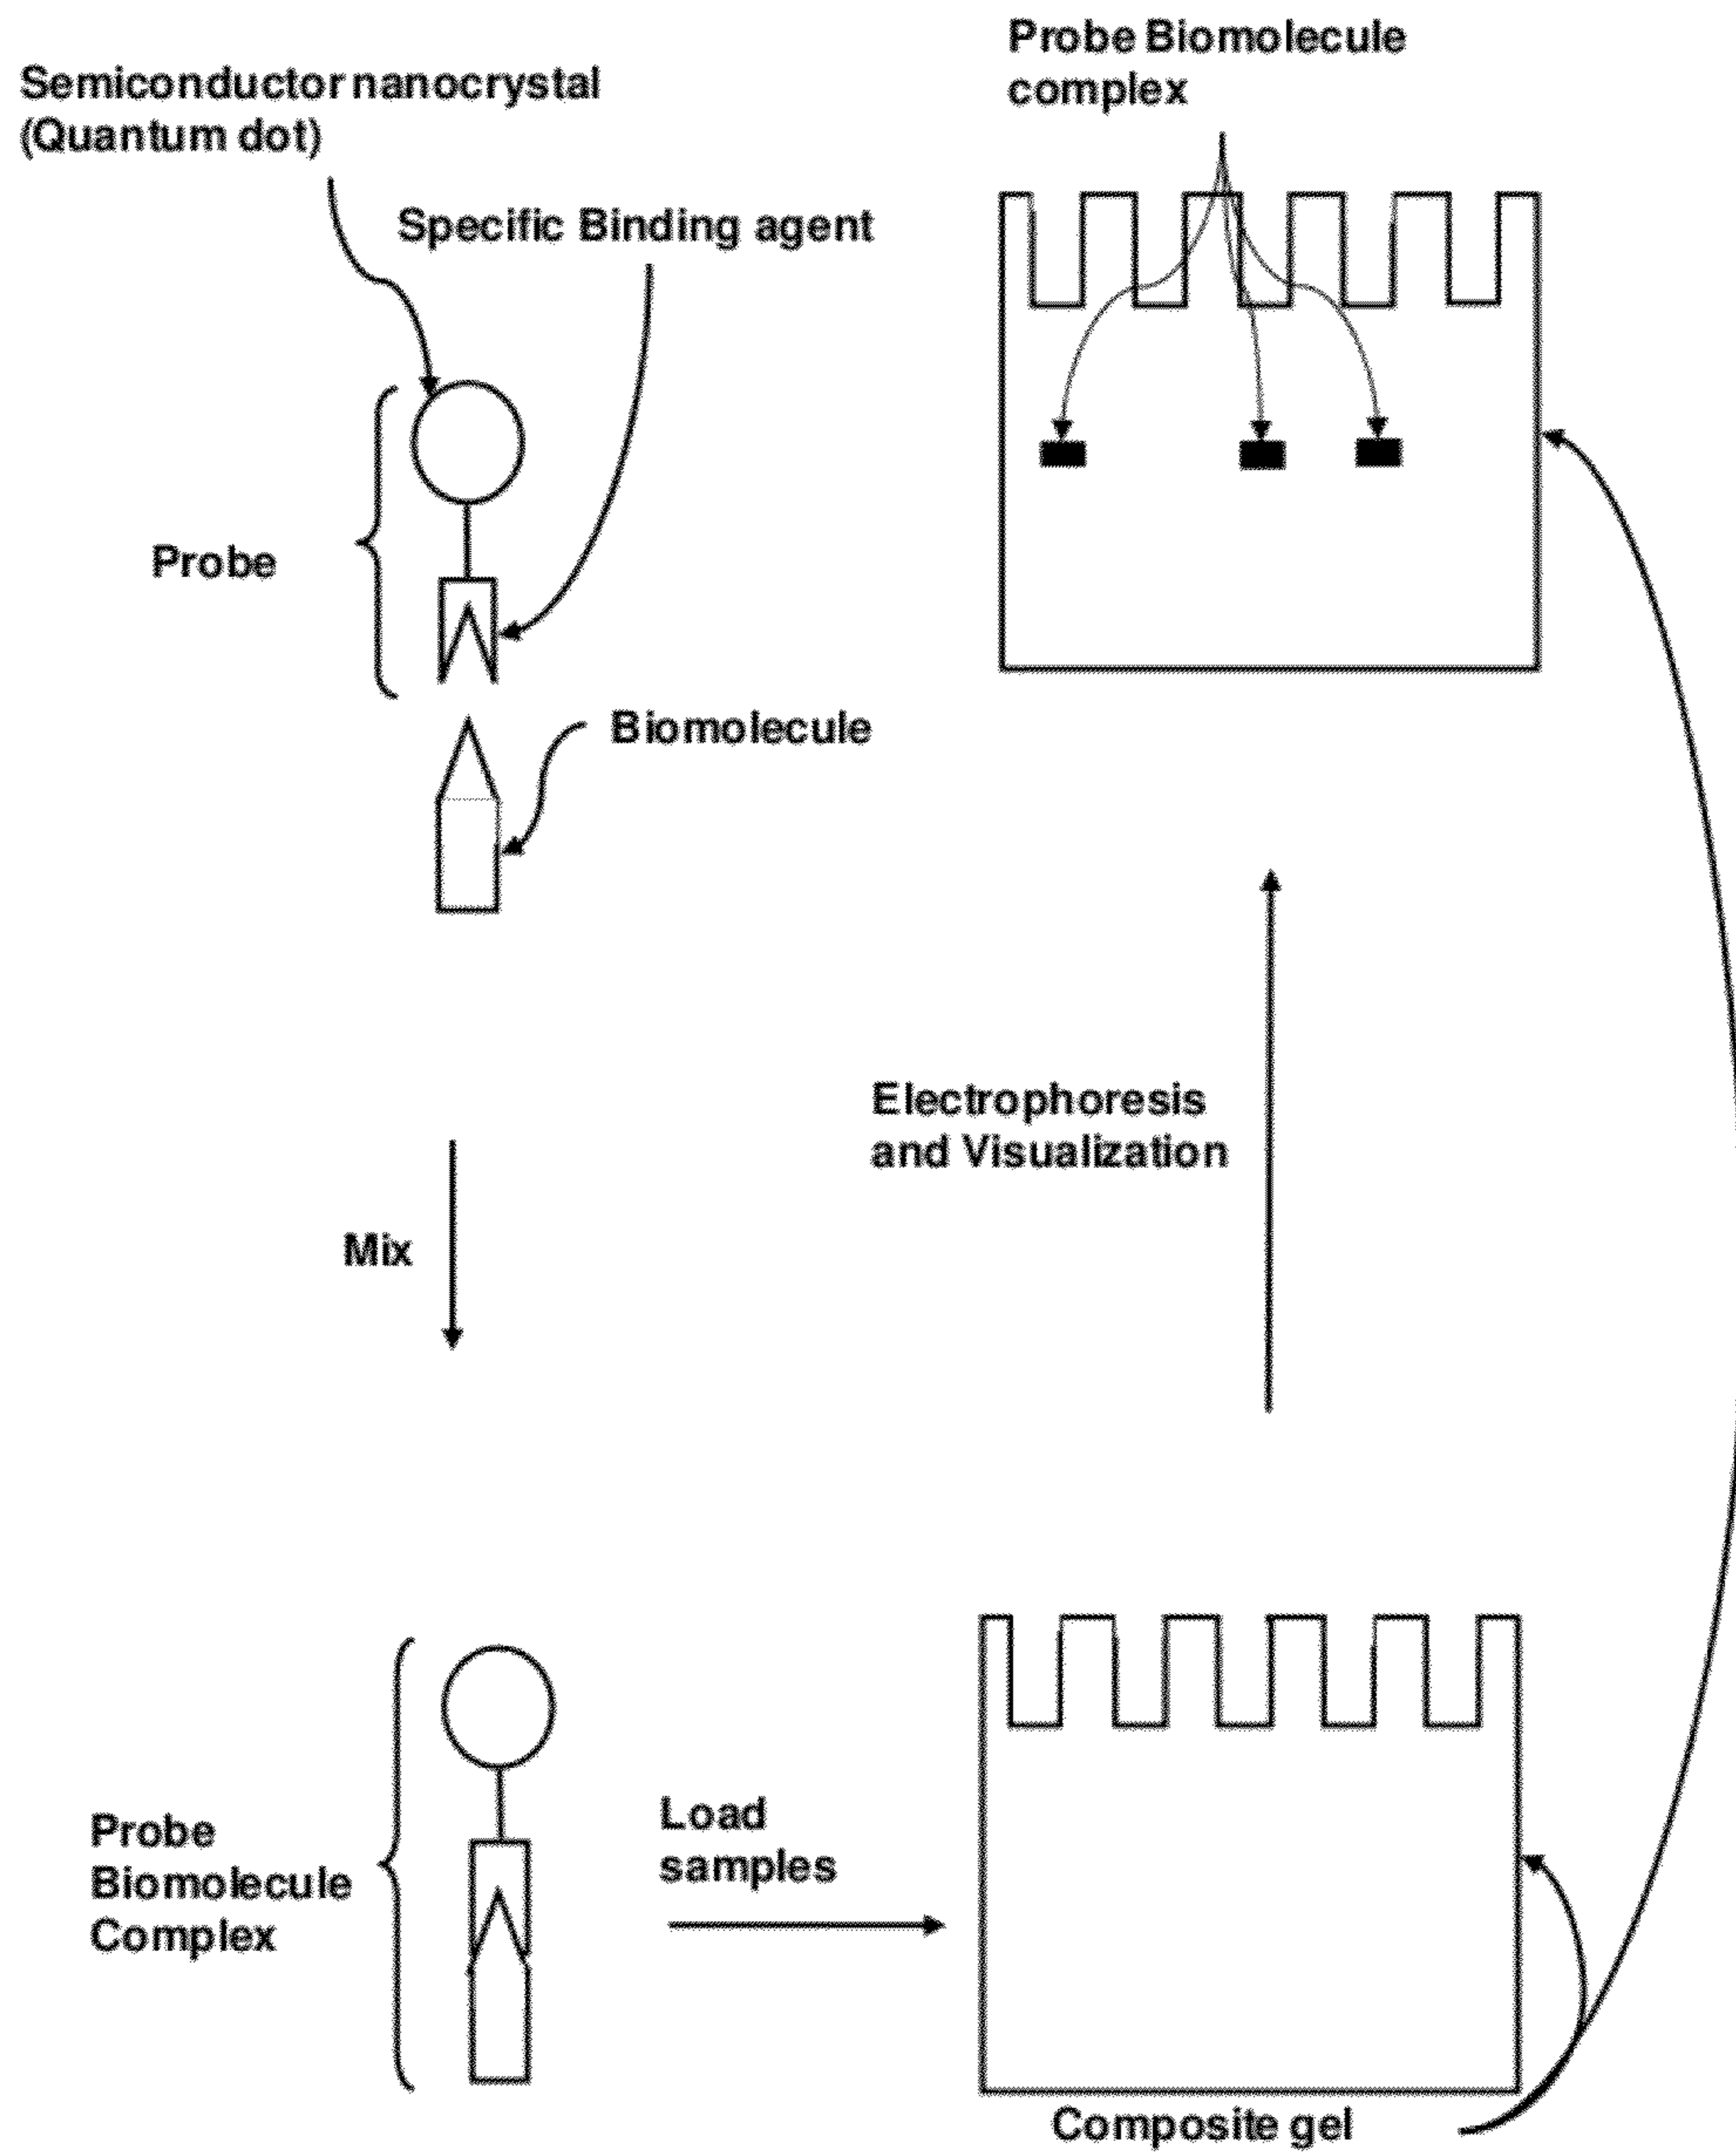 Semiconductor nanocrystal
(Quantum dot)
Specific Binding agent
Probe
Biomolecule
Mix
Probe
Biomolecule
Complex
Load
samples
Composite gel
Electrophoresis
and Visualization
Probe Biomolecule
complex